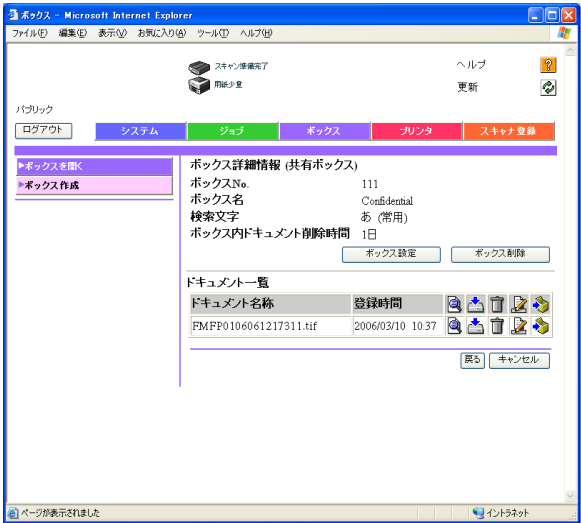 ボックス - Microsoft Internet Explorer
ファイル(F) 編集(E) 表示(V) お気に入り(A) ツール(T) ヘルプ(H)
スキャン準備完了 ヘルプ
用紙少量 更新
パブリック
ログアウト システム ジョブ ボックス プリンタ スキャナ登録
ボックスを開く
ボックス作成
ボックス詳細情報 (共有ボックス)
ボックスNo. 111
ボックス名 Confidential
検索文字 あ (常用)
ボックス内ドキュメント削除時間 1日
ボックス設定 ボックス削除
ドキュメント一覧
ドキュメント名称 登録時間
FMFP0106061217311.tif 2006/03/10 10:37
戻る キャンセル
ページが表示されました イントラネット